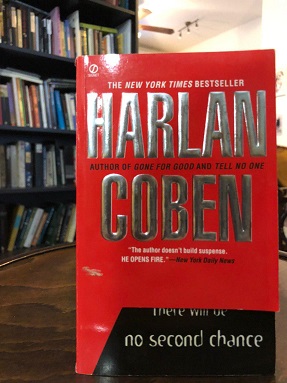 THE NEW YORK TIMES BESTSELLER
HARLAN
AUTHOR OF GONE FOR GOOD AND TELL NO ONE
COBEN
"The author doesn't build suspense.
HE OPENS FIRE."—New York Daily News
There will be
no second chance